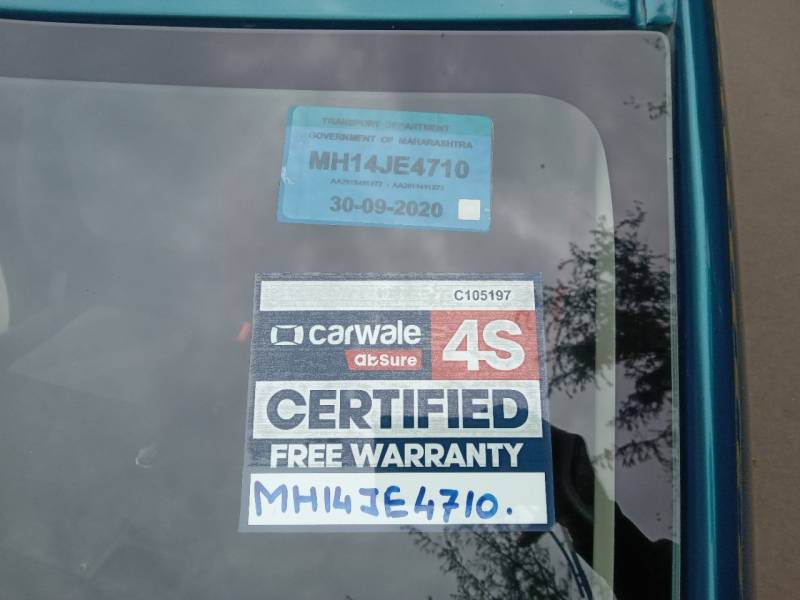 TRANSPORT DEPARTMENT
GOVERNMENT OF MAHARASHTRA
MH14JE4710
30-09-2020
C105197
carwale 4S
abSure
CERTIFIED
FREE WARRANTY
MH14JE4710.